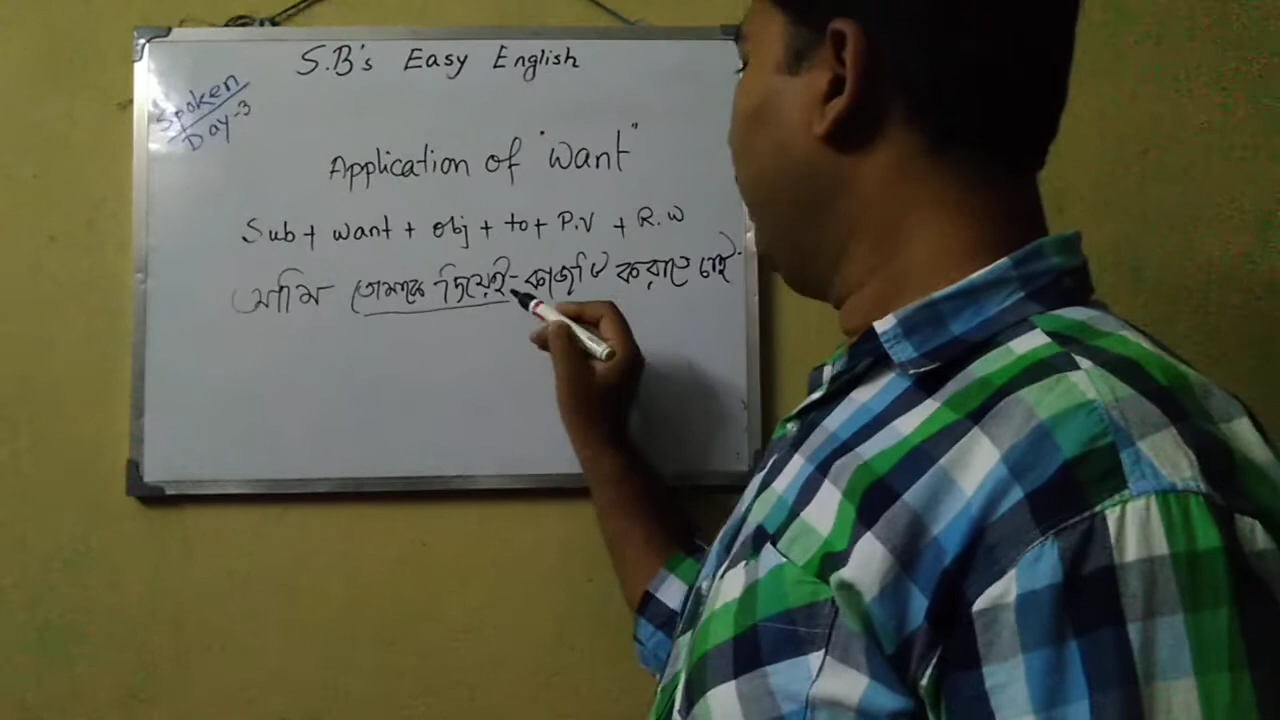 S.B's Easy English
Spoken
Day-3
Application of "Want"
Sub + want + obj + to + P.V + R.W
আমি তোমাকে দিয়েই কাজটি করাতে চাই